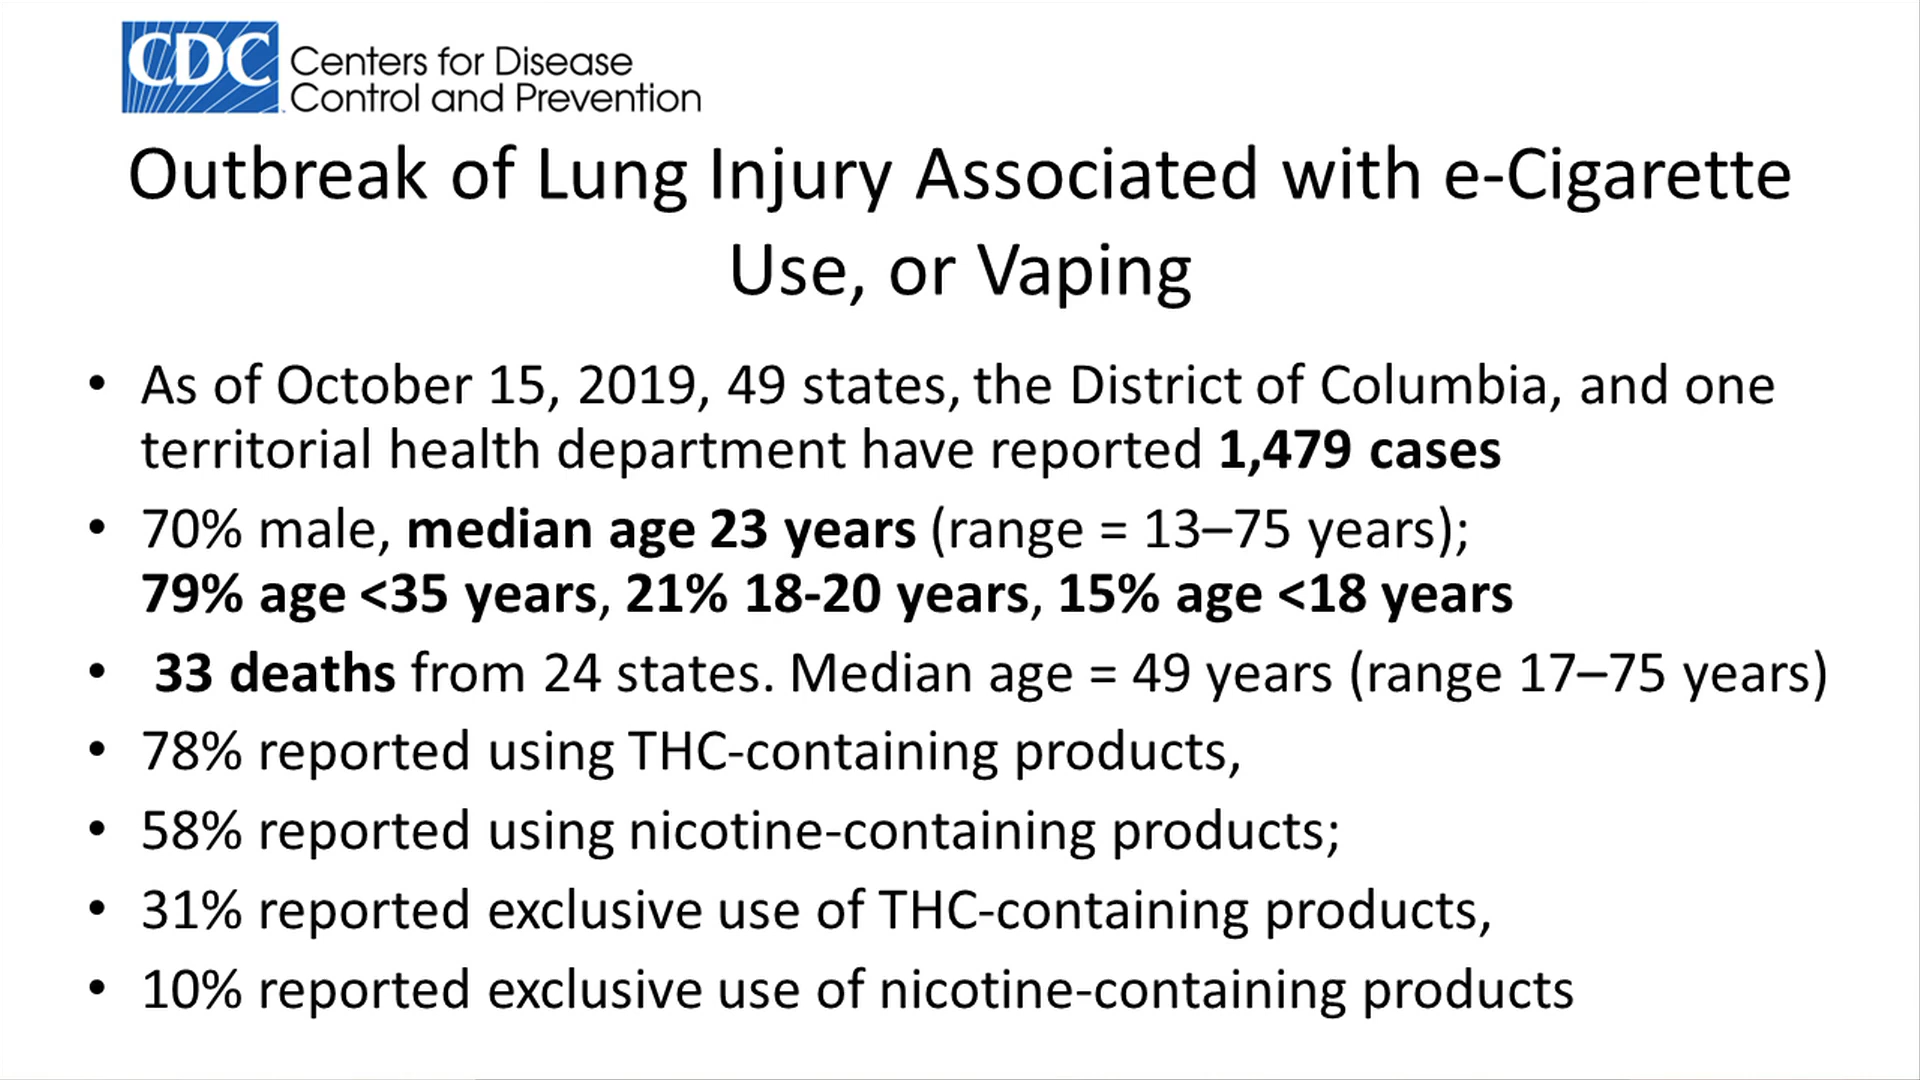 CDC Centers for Disease
Control and Prevention
Outbreak of Lung Injury Associated with e-Cigarette
Use, or Vaping
• As of October 15, 2019, 49 states, the District of Columbia, and one
territorial health department have reported 1,479 cases
• 70% male, median age 23 years (range = 13–75 years);
79% age <35 years, 21% 18-20 years, 15% age <18 years
• 33 deaths from 24 states. Median age = 49 years (range 17–75 years)
• 78% reported using THC-containing products,
• 58% reported using nicotine-containing products;
• 31% reported exclusive use of THC-containing products,
• 10% reported exclusive use of nicotine-containing products